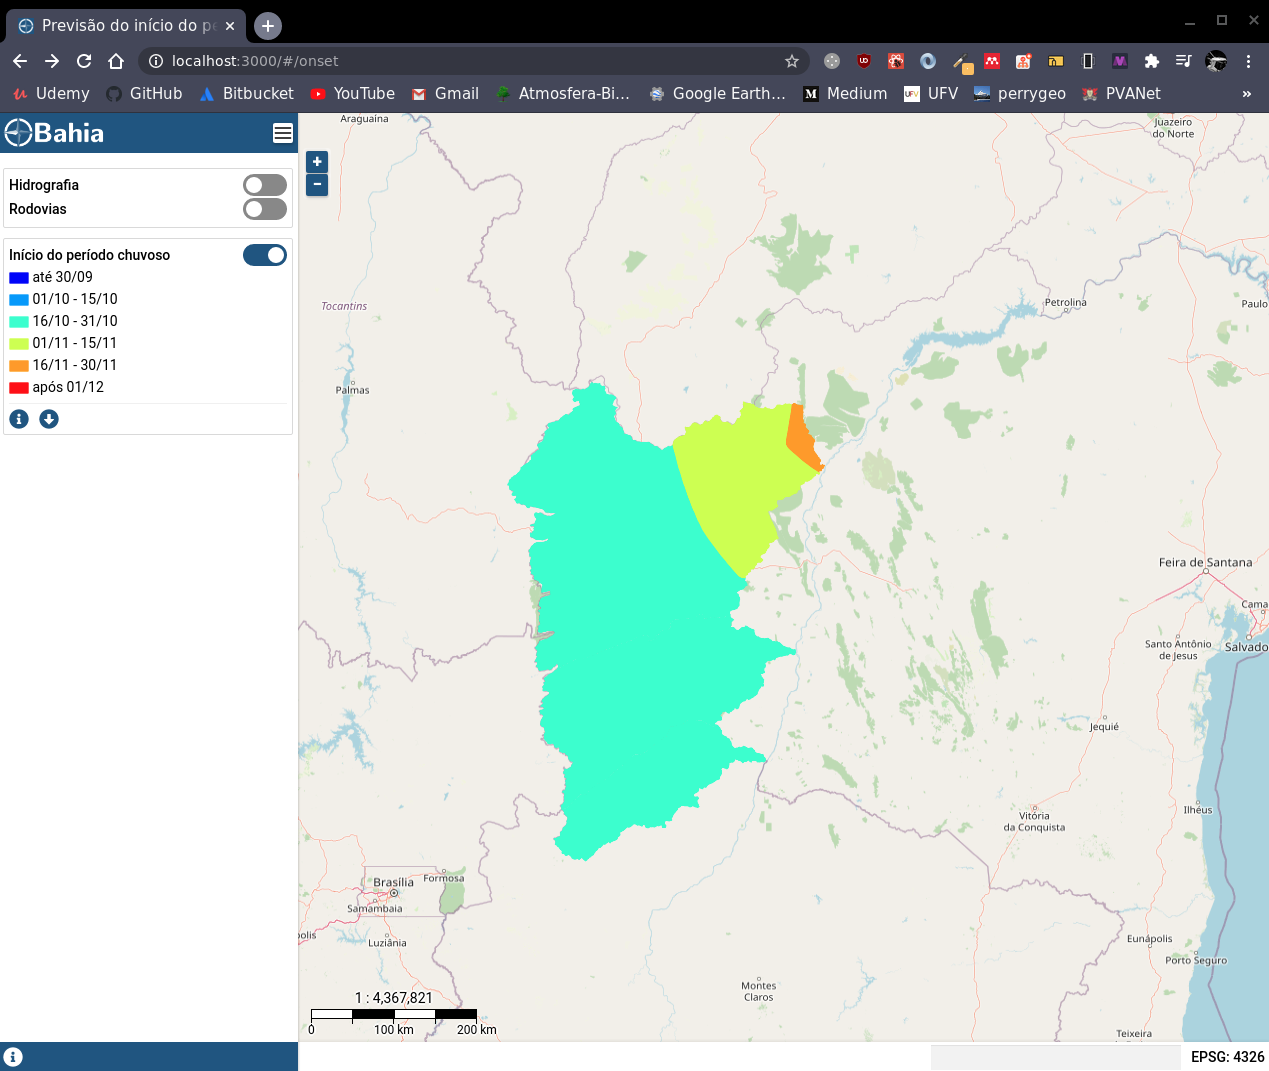 Previsão do início do pe
localhost:3000/#/onset
Udemy
GitHub
Bitbucket
YouTube
Gmail
Atmosfera-Bi...
Google Earth...
Medium
UFV
perrygeo
PVANet
»
Bahia
Hidrografia
Rodovias
Início do período chuvoso
até 30/09
01/10 - 15/10
16/10 - 31/10
01/11 - 15/11
16/11 - 30/11
após 01/12
+
−
Araguaína
Juazeiro
do Norte
Tocantins
Petrolina
Paulo
Palmas
Feira de Santana
Cama
Santo Antônio
de Jesus
Salvado
Jequié
Ilhéus
Vitória
da Conquista
Brasília
Formosa
Samambaia
polis
Luziânia
Eunápolis
Porto Seguro
Montes
Claros
Teixeira
1 : 4,367,821
0 100 km 200 km
EPSG: 4326